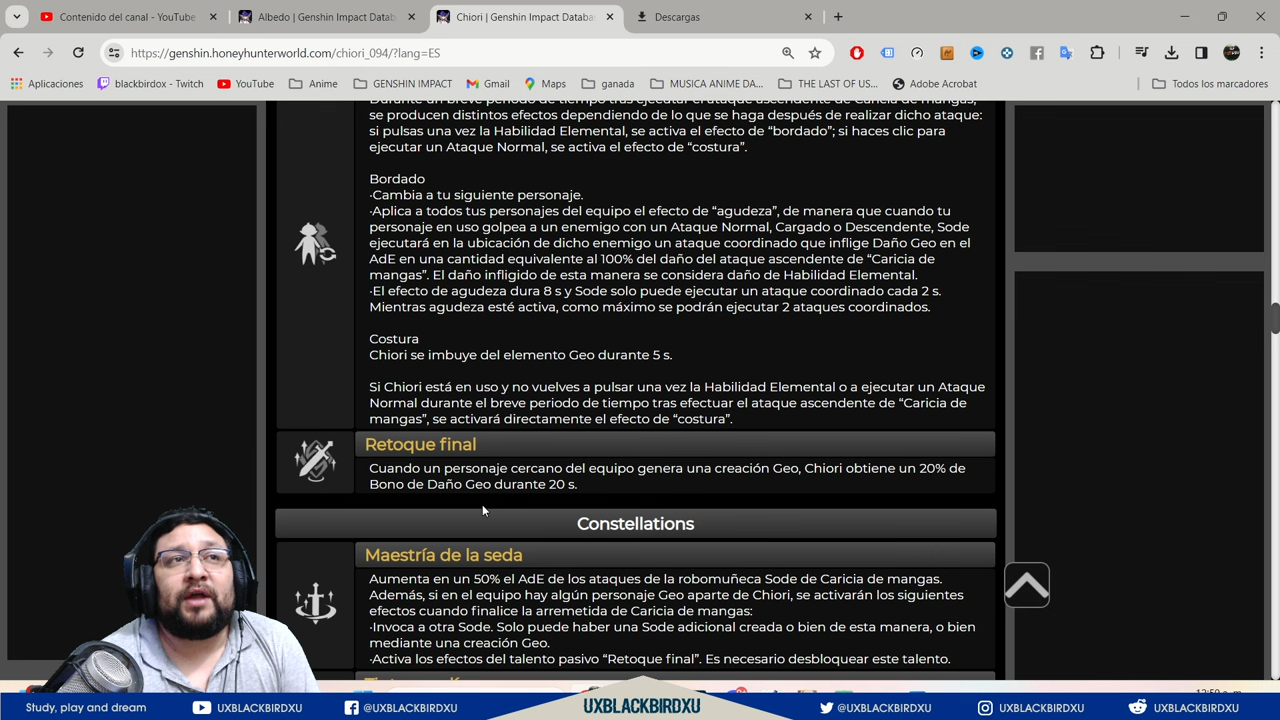 Contenido del canal - YouTube
Albedo | Genshin Impact Datab
Chiori | Genshin Impact Databa
Descargas
https://genshin.honeyhunterworld.com/chiori_094/?lang=ES
Aplicaciones
blackbirdox - Twitch
YouTube
Anime
GENSHIN IMPACT
Gmail
Maps
ganada
MUSICA ANIME DA...
THE LAST OF US...
Adobe Acrobat
Todos los marcadores
Durante un breve periodo de tiempo tras ejecutar el ataque ascendente de Caricia de mangas,
se producen distintos efectos dependiendo de lo que se haga después de realizar dicho ataque:
si pulsas una vez la Habilidad Elemental, se activa el efecto de “bordado”; si haces clic para
ejecutar un Ataque Normal, se activa el efecto de “costura”.
Bordado
·Cambia a tu siguiente personaje.
·Aplica a todos tus personajes del equipo el efecto de “agudeza”, de manera que cuando tu
personaje en uso golpea a un enemigo con un Ataque Normal, Cargado o Descendente, Sode
ejecutará en la ubicación de dicho enemigo un ataque coordinado que inflige Daño Geo en el
AdE en una cantidad equivalente al 100% del daño del ataque ascendente de “Caricia de
mangas”. El daño infligido de esta manera se considera daño de Habilidad Elemental.
·El efecto de agudeza dura 8 s y Sode solo puede ejecutar un ataque coordinado cada 2 s.
Mientras agudeza esté activa, como máximo se podrán ejecutar 2 ataques coordinados.
Costura
Chiori se imbuye del elemento Geo durante 5 s.
Si Chiori está en uso y no vuelves a pulsar una vez la Habilidad Elemental o a ejecutar un Ataque
Normal durante el breve periodo de tiempo tras efectuar el ataque ascendente de “Caricia de
mangas”, se activará directamente el efecto de “costura”.
Retoque final
Cuando un personaje cercano del equipo genera una creación Geo, Chiori obtiene un 20% de
Bono de Daño Geo durante 20 s.
Constellations
Maestría de la seda
Aumenta en un 50% el AdE de los ataques de la robomuñeca Sode de Caricia de mangas.
Además, si en el equipo hay algún personaje Geo aparte de Chiori, se activarán los siguientes
efectos cuando finalice la arremetida de Caricia de mangas:
·Invoca a otra Sode. Solo puede haber una Sode adicional creada o bien de esta manera, o bien
mediante una creación Geo.
·Activa los efectos del talento pasivo “Retoque final”. Es necesario desbloquear este talento.
Study, play and dream
UXBLACKBIRDXU
@UXBLACKBIRDXU
UXBLACKBIRDXU
@UXBLACKBIRDXU
UXBLACKBIRDXU
UXBLACKBIRDXU